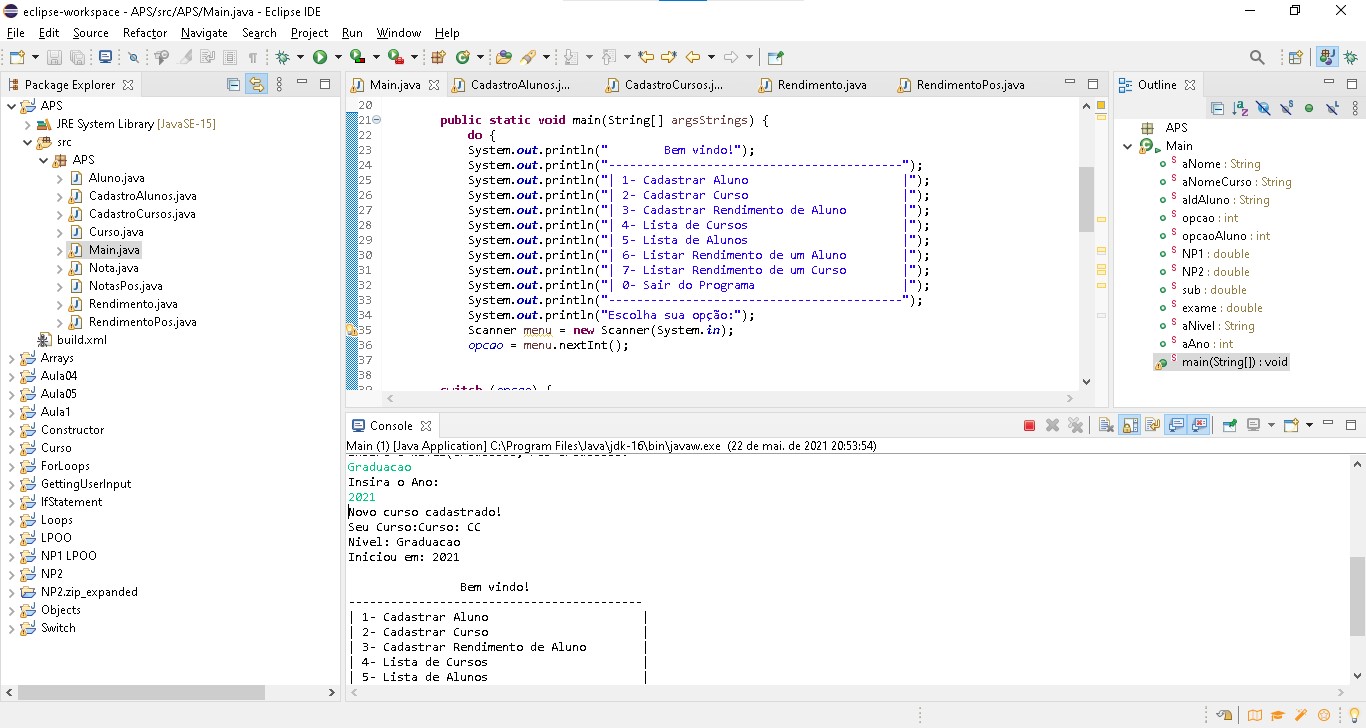 eclipse-workspace - APS/src/APS/Main.java - Eclipse IDE
File Edit Source Refactor Navigate Search Project Run Window Help
Package Explorer
APS
JRE System Library [JavaSE-15]
src
APS
Aluno.java
CadastroAlunos.java
CadastroCursos.java
Curso.java
Main.java
Nota.java
NotasPos.java
Rendimento.java
RendimentoPos.java
build.xml
Arrays
Aula04
Aula05
Aula1
Constructor
Curso
ForLoops
GettingUserInput
IfStatement
Loops
LPOO
NP1 LPOO
NP2
NP2.zip_expanded
Objects
Switch
Main.java CadastroAlunos.j... CadastroCursos.j... Rendimento.java RendimentoPos.java
20
21 public static void main(String[] argsStrings) {
22 do {
23 System.out.println("        Bem vindo!");
24 System.out.println("------------------------------------------");
25 System.out.println("| 1- Cadastrar Aluno                      |");
26 System.out.println("| 2- Cadastrar Curso                      |");
27 System.out.println("| 3- Cadastrar Rendimento de Aluno        |");
28 System.out.println("| 4- Lista de Cursos                      |");
29 System.out.println("| 5- Lista de Alunos                      |");
30 System.out.println("| 6- Listar Rendimento de um Aluno        |");
31 System.out.println("| 7- Listar Rendimento de um Curso        |");
32 System.out.println("| 0- Sair do Programa                     |");
33 System.out.println("------------------------------------------");
34 System.out.println("Escolha sua opção:");
35 Scanner menu = new Scanner(System.in);
36 opcao = menu.nextInt();
37
38
39 switch (opcao) {
Outline
APS
Main
aNome : String
aNomeCurso : String
aIdAluno : String
opcao : int
opcaoAluno : int
NP1 : double
NP2 : double
sub : double
exame : double
aNivel : String
aAno : int
main(String[]) : void
Console
Main (1) [Java Application] C:\Program Files\Java\jdk-16\bin\javaw.exe (22 de mai. de 2021 20:53:54)
Graduacao
Insira o Ano:
2021
Novo curso cadastrado!
Seu Curso:Curso: CC
Nivel: Graduacao
Iniciou em: 2021
Bem vindo!
------------------------------------------
| 1- Cadastrar Aluno                      |
| 2- Cadastrar Curso                      |
| 3- Cadastrar Rendimento de Aluno        |
| 4- Lista de Cursos                      |
| 5- Lista de Alunos                      |